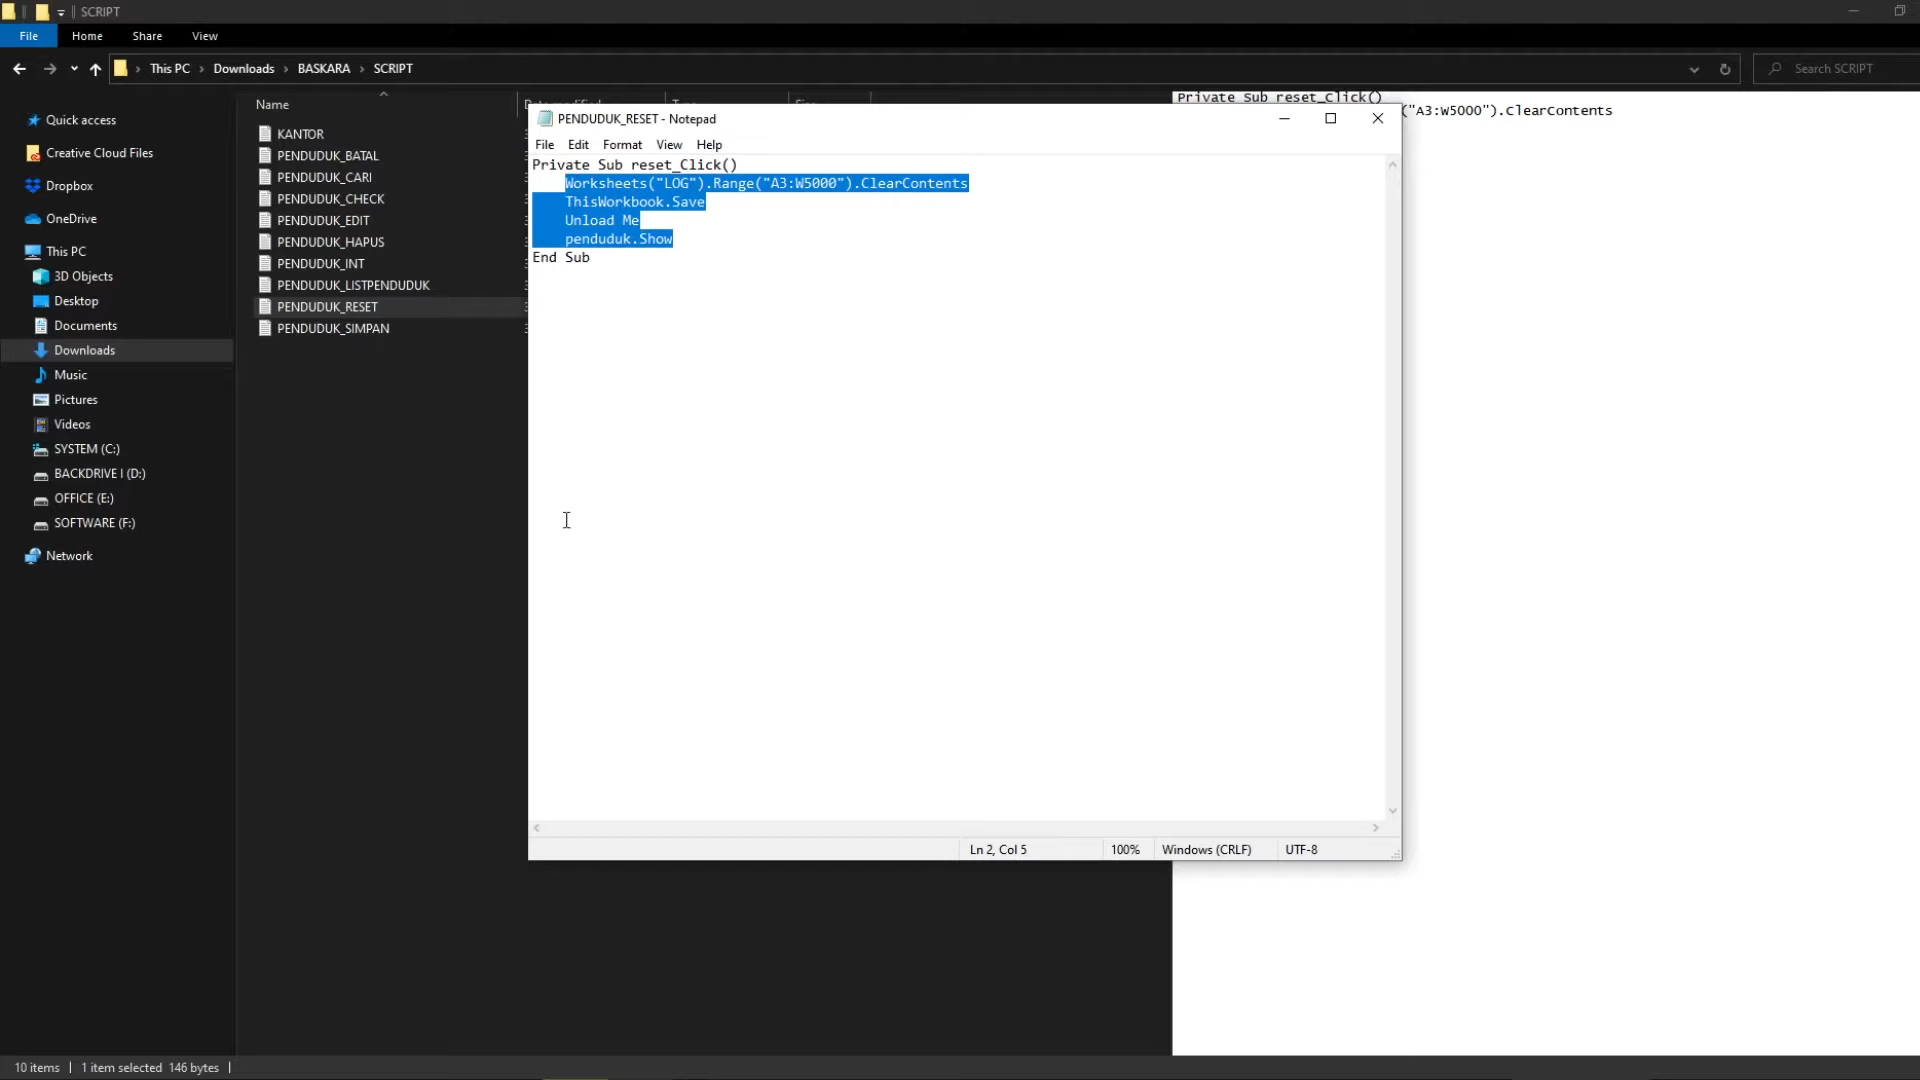 SCRIPT
File Home Share View
This PC Downloads BASKARA SCRIPT
Search SCRIPT
Quick access
Creative Cloud Files
Dropbox
OneDrive
This PC
3D Objects
Desktop
Documents
Downloads
Music
Pictures
Videos
SYSTEM (C:)
BACKDRIVE I (D:)
OFFICE (E:)
SOFTWARE (F:)
Network
Name
KANTOR
PENDUDUK_BATAL
PENDUDUK_CARI
PENDUDUK_CHECK
PENDUDUK_EDIT
PENDUDUK_HAPUS
PENDUDUK_INT
PENDUDUK_LISTPENDUDUK
PENDUDUK_RESET
PENDUDUK_SIMPAN
PENDUDUK_RESET - Notepad
File Edit Format View Help
Private Sub reset_Click()
Worksheets("LOG").Range("A3:W5000").ClearContents
ThisWorkbook.Save
Unload Me
penduduk.Show
End Sub
Ln 2, Col 5 100% Windows (CRLF) UTF-8
Private Sub reset_Click()
("A3:W5000").ClearContents
10 items 1 item selected 146 bytes